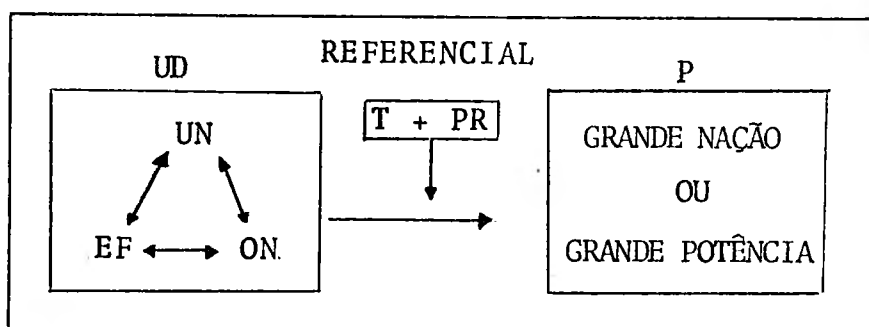 REFERENCIAL
UD
P
T + PR
UN
EF
ON.
GRANDE NAÇÃO
OU
GRANDE POTÊNCIA